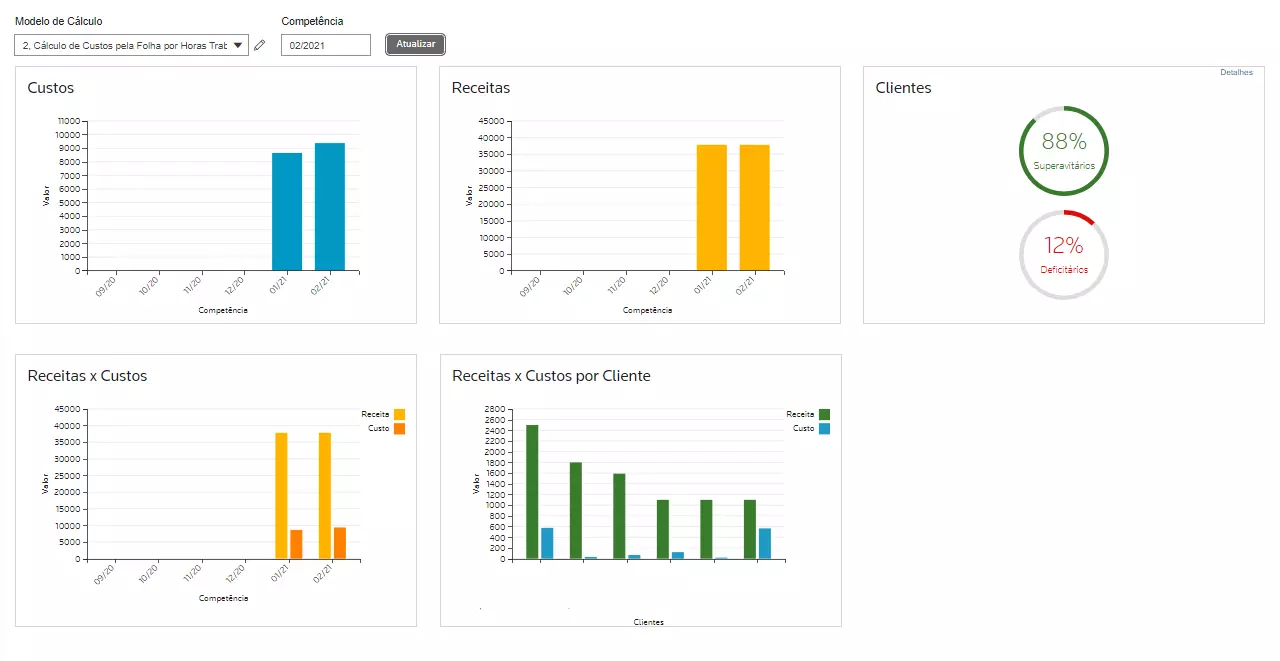 Modelo de Cálculo
Competência
2, Cálculo de Custos pela Folha por Horas Trab
02/2021
Atualizar
Custos
11000
10000
9000
8000
7000
6000
5000
4000
3000
2000
1000
0
Valor
09/20
10/20
11/20
12/20
01/21
02/21
Competência
Receitas
45000
40000
35000
30000
25000
20000
15000
10000
5000
0
Valor
09/20
10/20
11/20
12/20
01/21
02/21
Competência
Detalhes
Clientes
88%
Superavitários
12%
Deficitários
Receitas x Custos
45000
40000
35000
30000
25000
20000
15000
10000
5000
0
Valor
Receita
Custo
09/20
10/20
11/20
12/20
01/21
02/21
Competência
Receitas x Custos por Cliente
2800
2600
2400
2200
2000
1800
1600
1400
1200
1000
800
600
400
200
0
Valor
Receita
Custo
Clientes